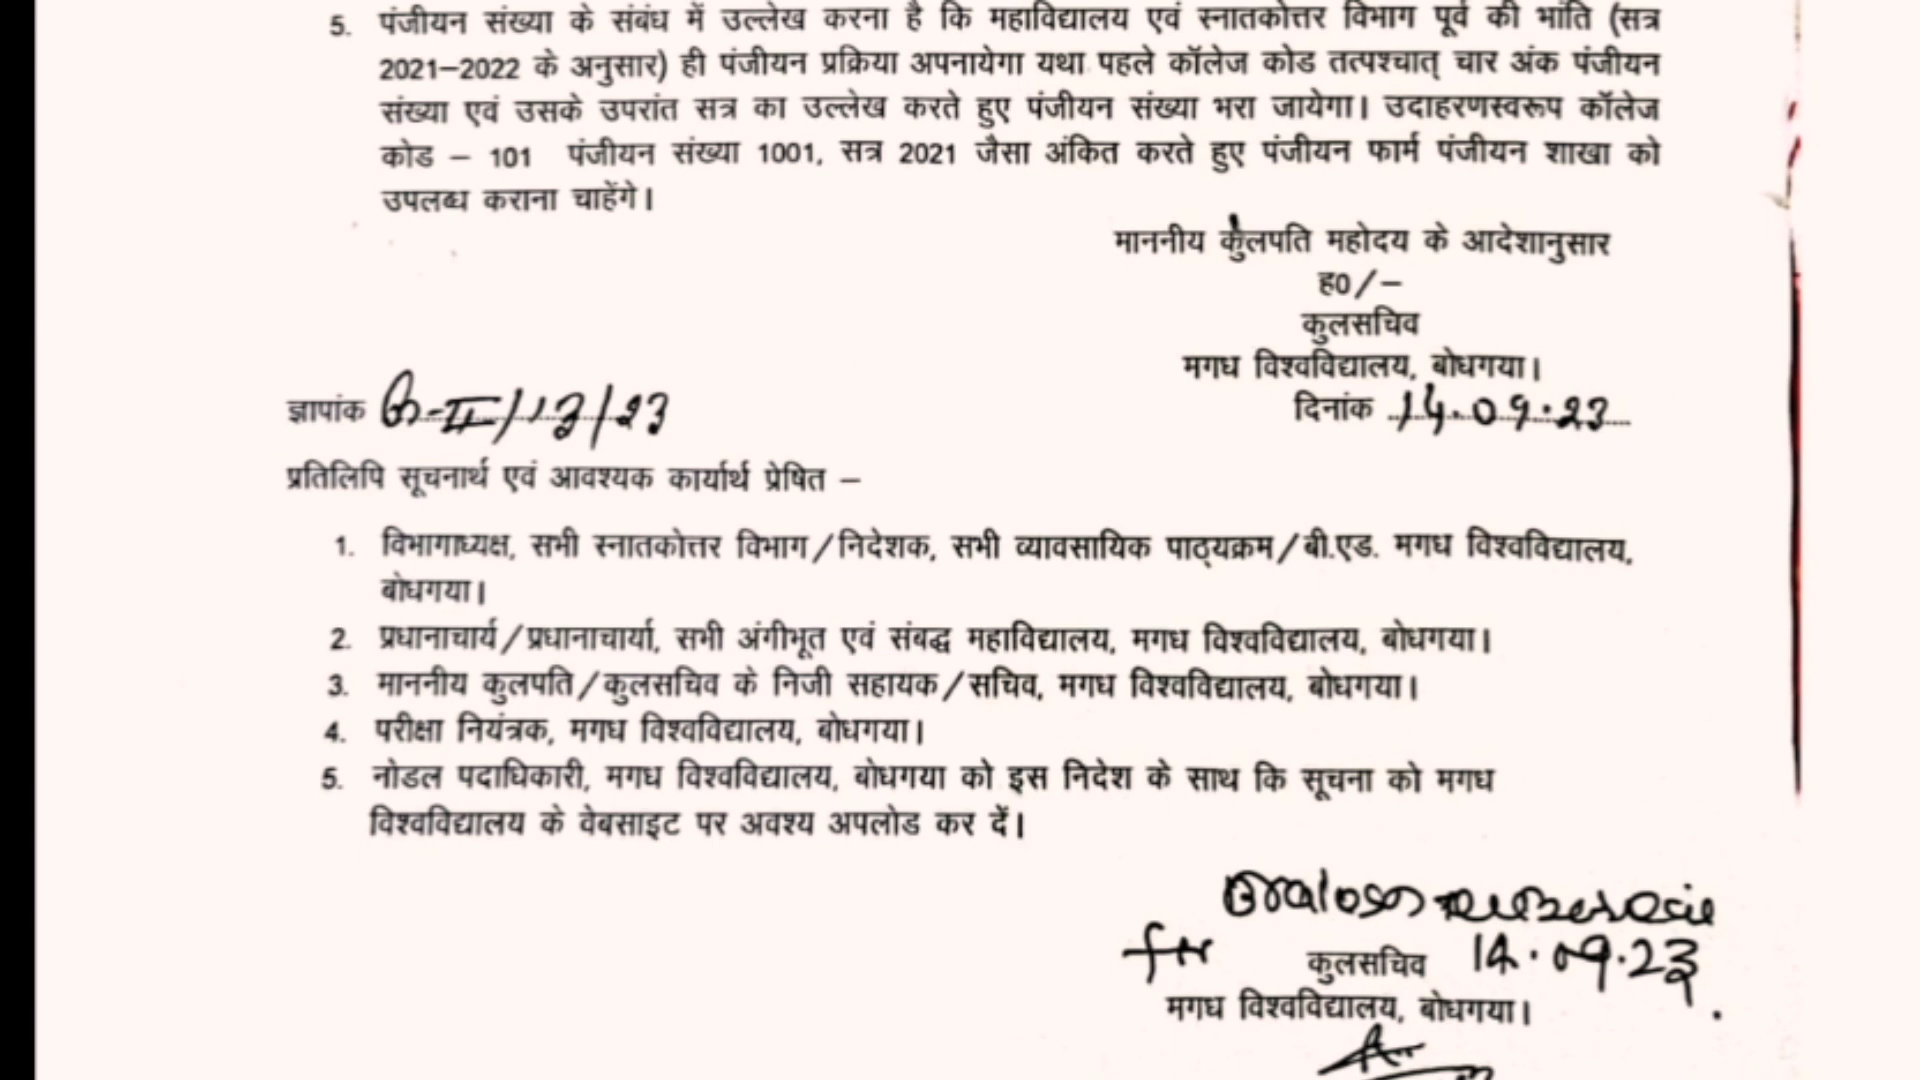 5. पंजीयन संख्या के संबंध में उल्लेख करना है कि महाविद्यालय एवं स्नातकोत्तर विभाग पूर्व की भांति (सत्र
2021–2022 के अनुसार) ही पंजीयन प्रक्रिया अपनायेगा यथा पहले कॉलेज कोड तत्पश्चात् चार अंक पंजीयन
संख्या एवं उसके उपरांत सत्र का उल्लेख करते हुए पंजीयन संख्या भरा जायेगा। उदाहरणस्वरूप कॉलेज
कोड – 101 पंजीयन संख्या 1001, सत्र 2021 जैसा अंकित करते हुए पंजीयन फार्म पंजीयन शाखा को
उपलब्ध कराना चाहेंगे।
माननीय कुलपति महोदय के आदेशानुसार
ह0/–
कुलसचिव
मगध विश्वविद्यालय, बोधगया।
ज्ञापांक /13/23 दिनांक 14.09.23
प्रतिलिपि सूचनार्थ एवं आवश्यक कार्यार्थ प्रेषित –
1. विभागाध्यक्ष, सभी स्नातकोत्तर विभाग/निदेशक, सभी व्यावसायिक पाठ्यक्रम/बी.एड. मगध विश्वविद्यालय,
बोधगया।
2. प्रधानाचार्य/प्रधानाचार्या, सभी अंगीभूत एवं संबद्ध महाविद्यालय, मगध विश्वविद्यालय, बोधगया।
3. माननीय कुलपति/कुलसचिव के निजी सहायक/सचिव, मगध विश्वविद्यालय, बोधगया।
4. परीक्षा नियंत्रक, मगध विश्वविद्यालय, बोधगया।
5. नोडल पदाधिकारी, मगध विश्वविद्यालय, बोधगया को इस निदेश के साथ कि सूचना को मगध
विश्वविद्यालय के वेबसाइट पर अवश्य अपलोड कर दें।
कुलसचिव 14.09.23
मगध विश्वविद्यालय, बोधगया।